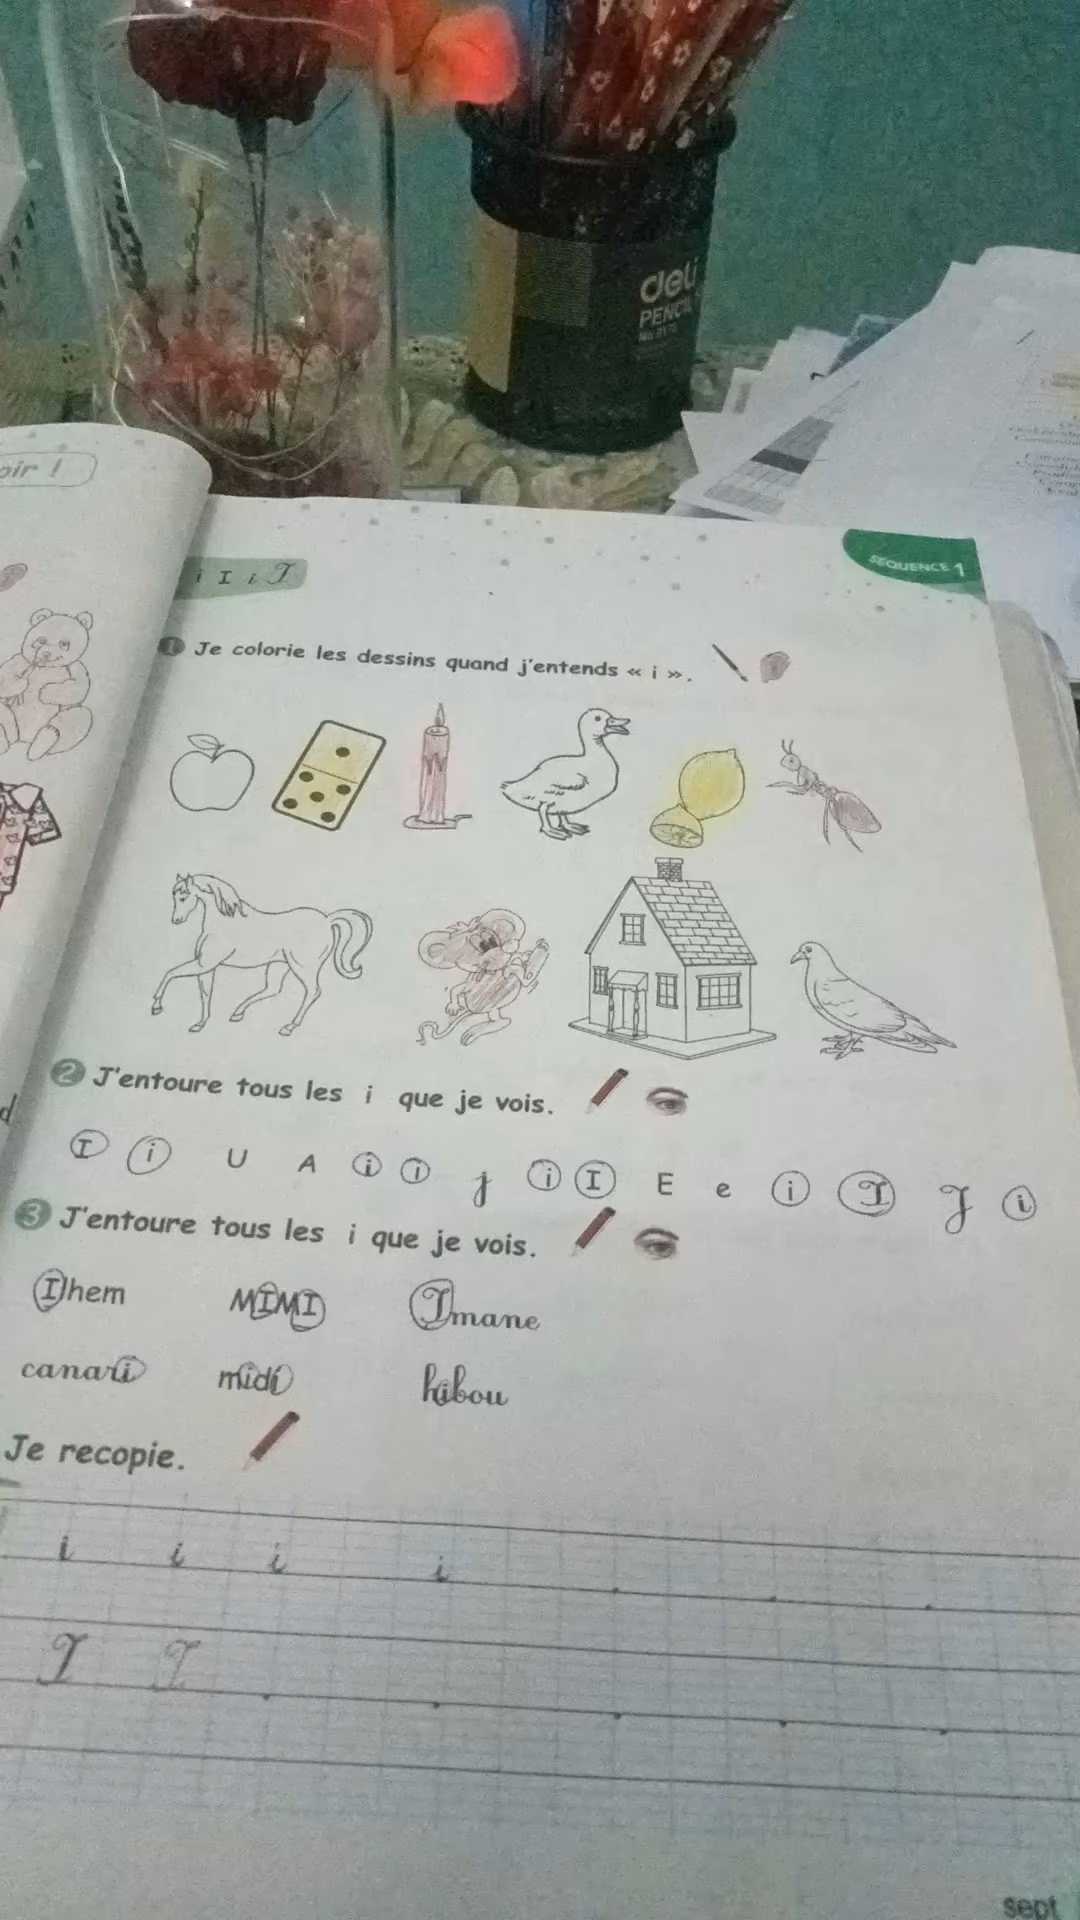 deli
PENCIL
oir !
i I i I
SEQUENCE 1
1 Je colorie les dessins quand j'entends « i ».
2 J'entoure tous les i que je vois.
I i U A i i j i I E e i I J i
3 J'entoure tous les i que je vois.
Ilhem MIMI Imane
canari midi hibou
Je recopie.
i i i i
I I
sept